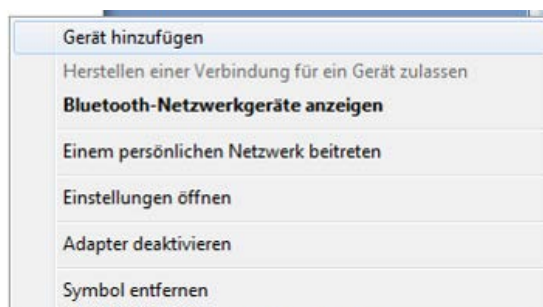 Gerät hinzufügen
Herstellen einer Verbindung für ein Gerät zulassen
Bluetooth-Netzwerkgeräte anzeigen
Einem persönlichen Netzwerk beitreten
Einstellungen öffnen
Adapter deaktivieren
Symbol entfernen